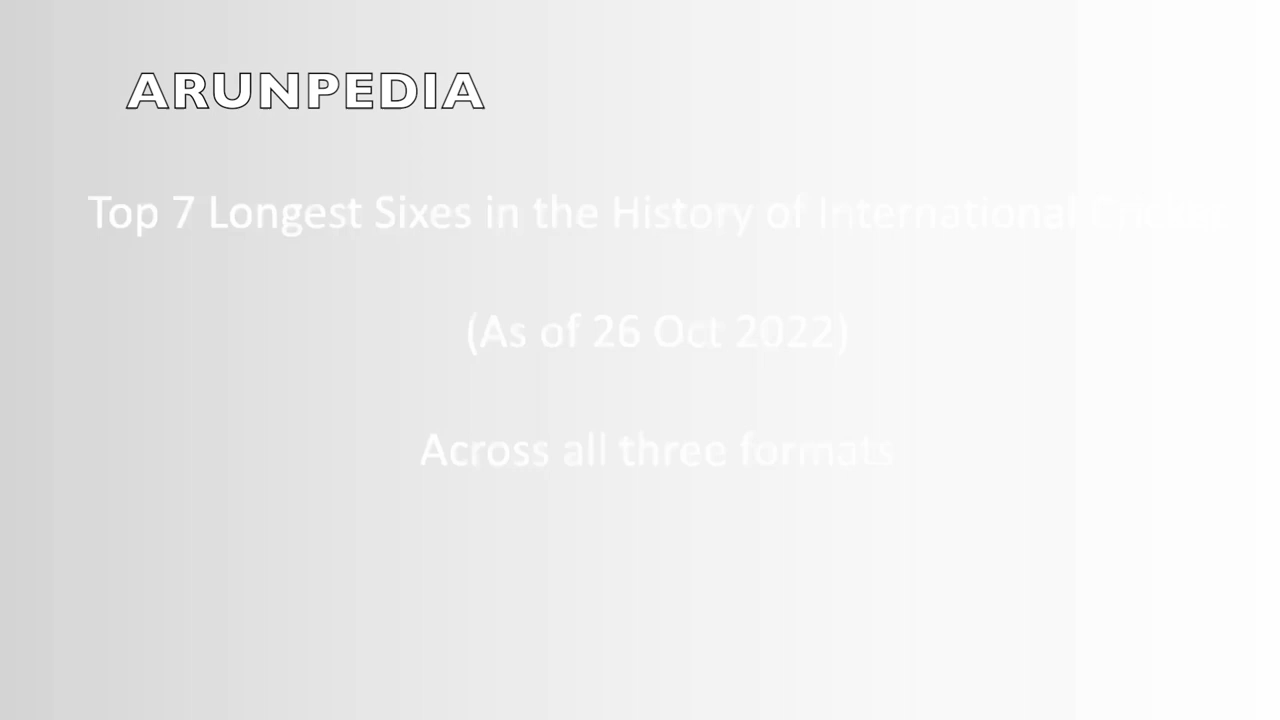 ARUNPEDIA
Top 7 Longest Sixes in the History of International Cricket
(As of 26 Oct 2022)
Across all three formats